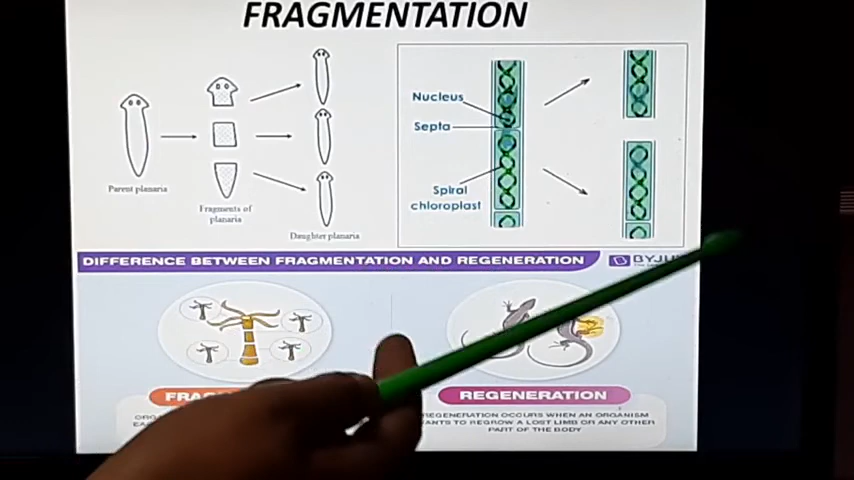 FRAGMENTATION
Parent planaria
Fragments of
planaria
Daughter planaria
Nucleus
Septa
Spiral
chloroplast
DIFFERENCE BETWEEN FRAGMENTATION AND REGENERATION
REGENERATION
REGENERATION OCCURS WHEN AN ORGANISM
WANTS TO REGROW A LOST LIMB OR ANY OTHER
PART OF THE BODY